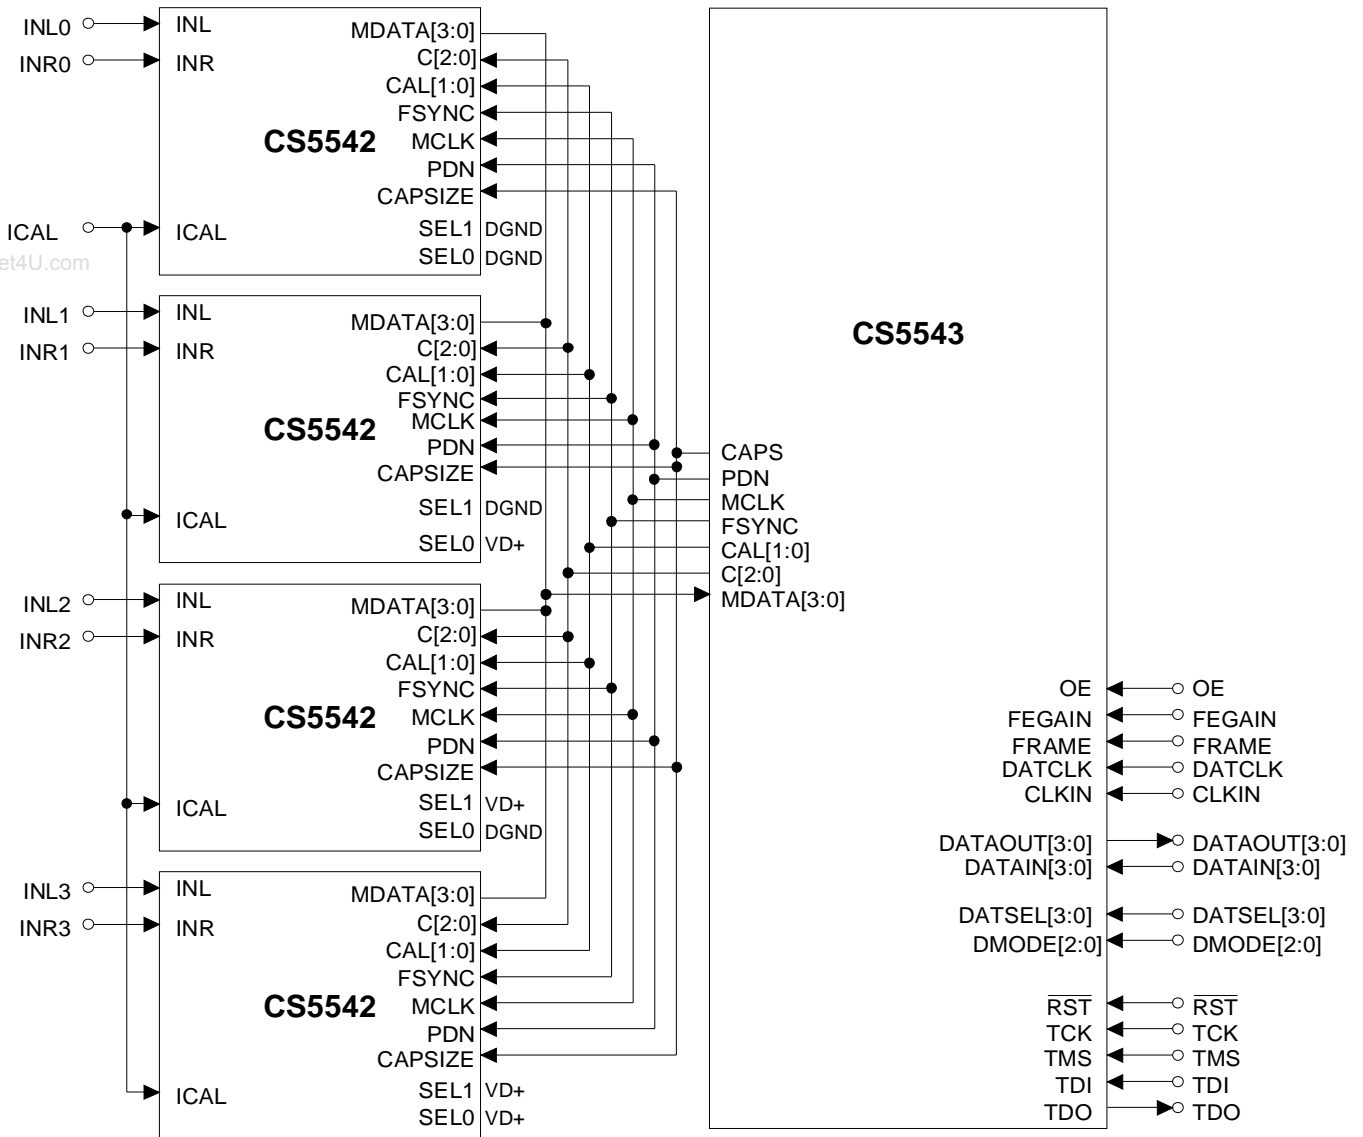 INL0 INL MDATA[3:0]
INR0 INR C[2:0]
CAL[1:0]
FSYNC
CS5542 MCLK
PDN
CAPSIZE
ICAL ICAL SEL1 DGND
SEL0 DGND
et4U.com
INL1 INL MDATA[3:0]
INR1 INR C[2:0]
CAL[1:0]
FSYNC
CS5542 MCLK
PDN
CAPSIZE
SEL1 DGND
ICAL
SEL0 VD+
INL2 INL MDATA[3:0]
INR2 INR C[2:0]
CAL[1:0]
FSYNC
CS5542 MCLK
PDN
CAPSIZE
ICAL SEL1 VD+
SEL0 DGND
INL3 INL MDATA[3:0]
INR3 INR C[2:0]
CAL[1:0]
FSYNC
CS5542 MCLK
PDN
CAPSIZE
ICAL SEL1 VD+
SEL0 VD+
CS5543
CAPS
PDN
MCLK
FSYNC
CAL[1:0]
C[2:0]
MDATA[3:0]
OE OE
FEGAIN FEGAIN
FRAME FRAME
DATCLK DATCLK
CLKIN CLKIN
DATAOUT[3:0] DATAOUT[3:0]
DATAIN[3:0] DATAIN[3:0]
DATSEL[3:0] DATSEL[3:0]
DMODE[2:0] DMODE[2:0]
RST RST
TCK TCK
TMS TMS
TDI TDI
TDO TDO